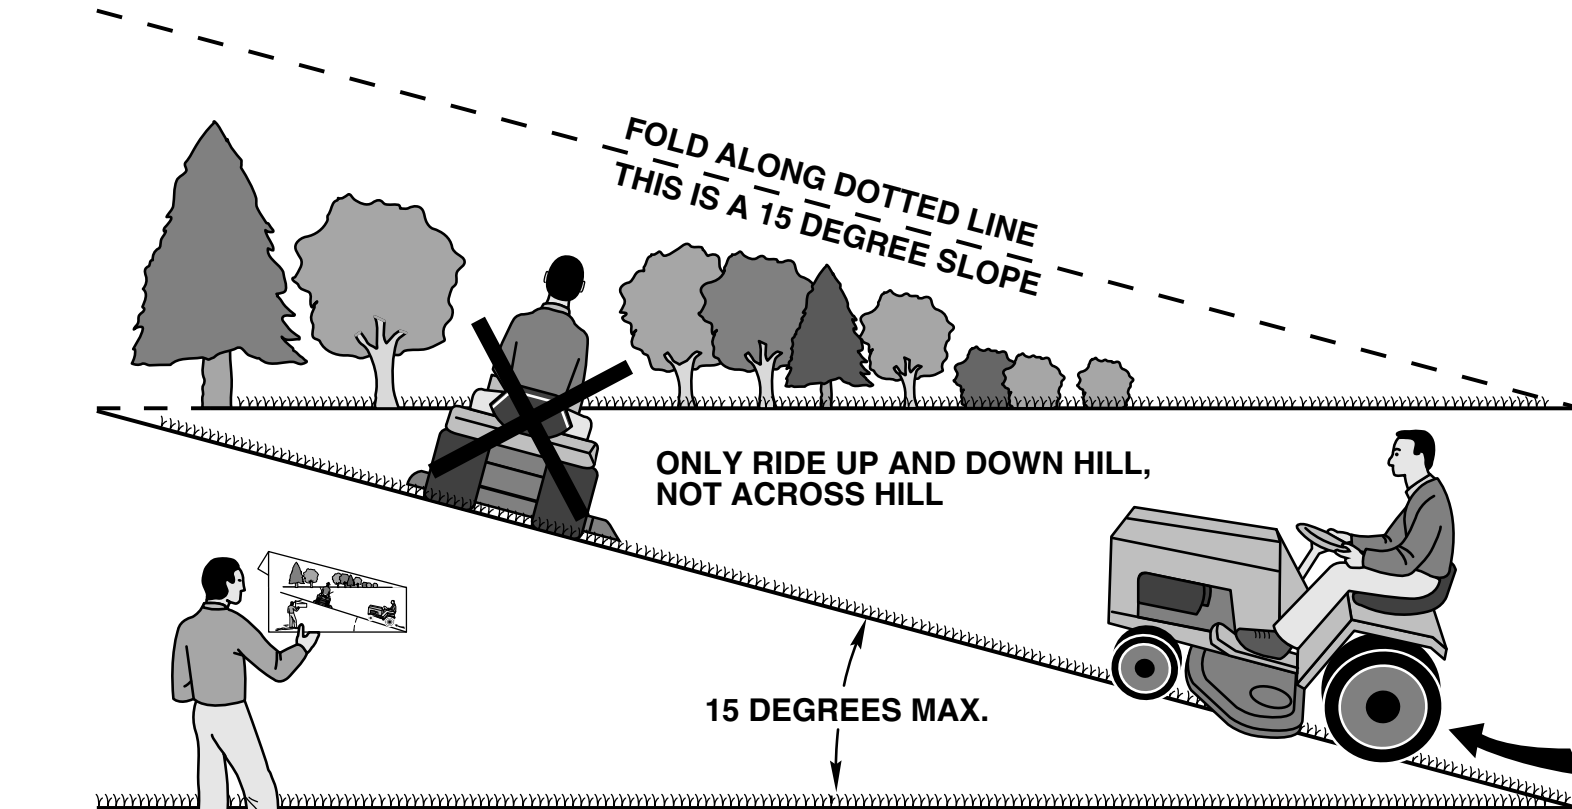 FOLD ALONG DOTTED LINE
THIS IS A 15 DEGREE SLOPE
ONLY RIDE UP AND DOWN HILL,
NOT ACROSS HILL
15 DEGREES MAX.